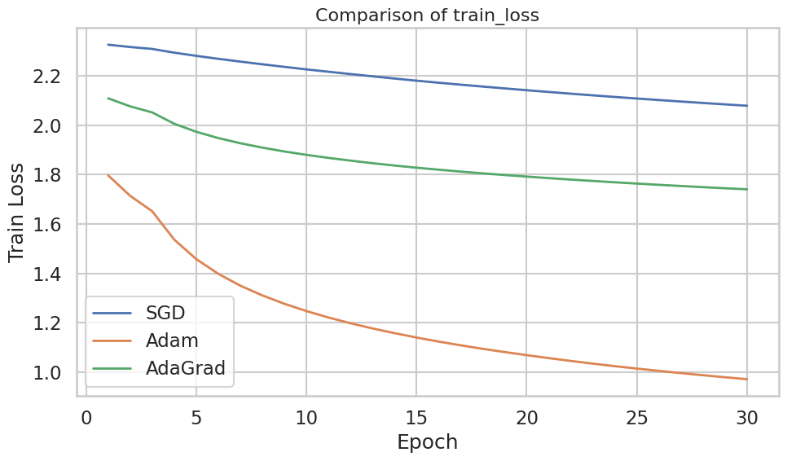 Comparison of train_loss
Train Loss
2.2
2.0
1.8
1.6
1.4
1.2
1.0
SGD
Adam
AdaGrad
0 5 10 15 20 25 30
Epoch